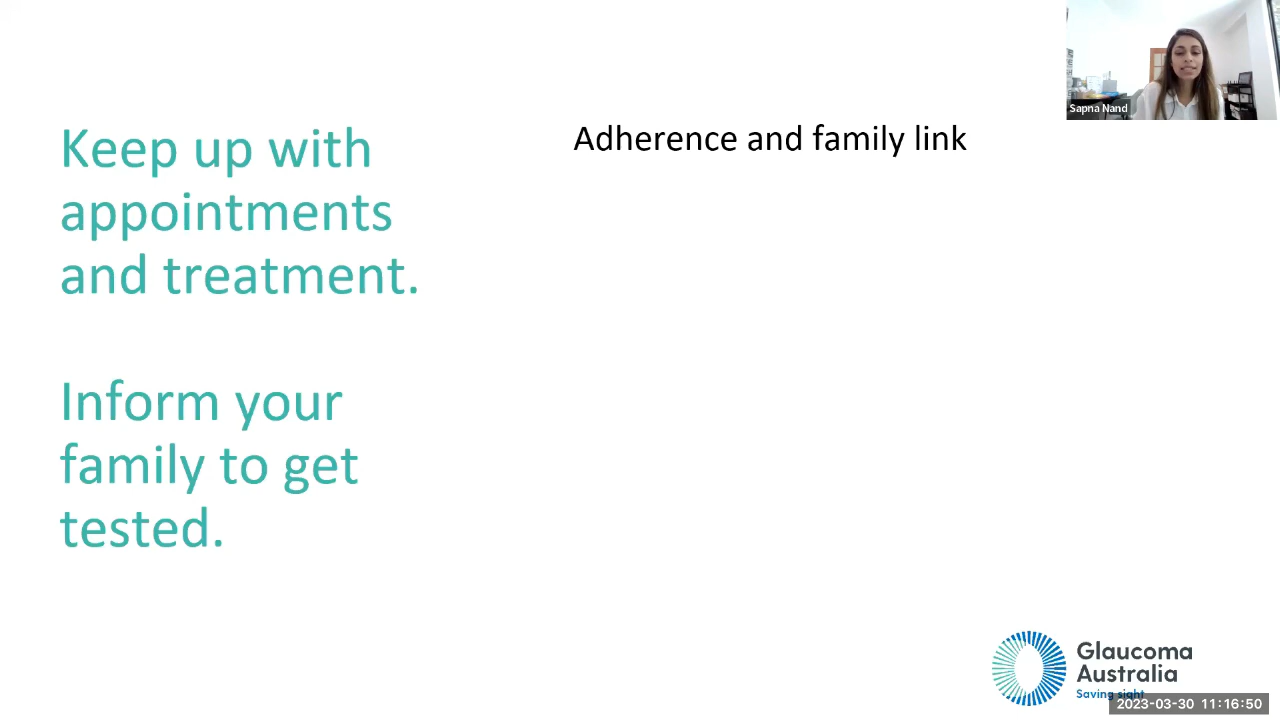 Sapna Nand
Keep up with
appointments
and treatment.
Inform your
family to get
tested.
Adherence and family link
Glaucoma
Australia
Saving sight
2023-03-30 11:16:50